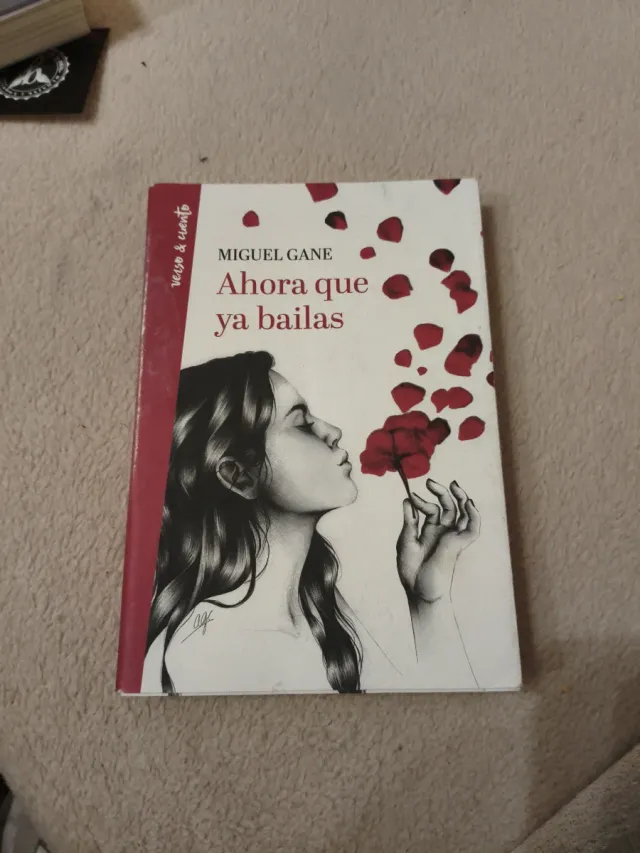 verso & cuento
MIGUEL GANE
Ahora que
ya bailas